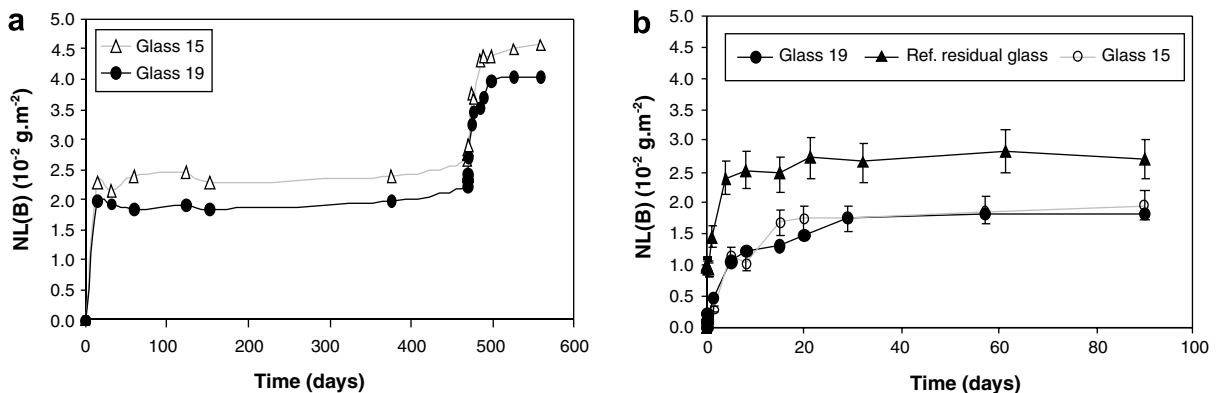 a
NL(B) (10⁻² g.m⁻²)
5.0
4.5
4.0
3.5
3.0
2.5
2.0
1.5
1.0
0.5
0.0
Glass 15
Glass 19
0 100 200 300 400 500 600
Time (days)
b
NL(B) (10⁻² g.m⁻²)
5.0
4.5
4.0
3.5
3.0
2.5
2.0
1.5
1.0
0.5
0.0
Glass 19 Ref. residual glass Glass 15
0 20 40 60 80 100
Time (days)